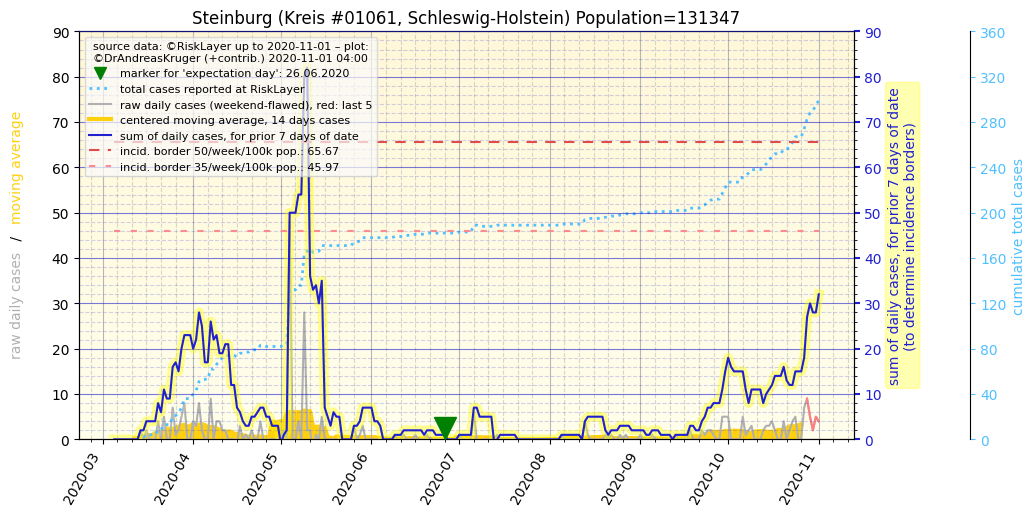 Steinburg (Kreis #01061, Schleswig-Holstein) Population=131347
source data: ©RiskLayer up to 2020-11-01 – plot:
©DrAndreasKruger (+contrib.) 2020-11-01 04:00
marker for 'expectation day': 26.06.2020
total cases reported at RiskLayer
raw daily cases (weekend-flawed), red: last 5
centered moving average, 14 days cases
sum of daily cases, for prior 7 days of date
incid. border 50/week/100k pop.: 65.67
incid. border 35/week/100k pop.: 45.97
raw daily cases / moving average
90
80
70
60
50
40
30
20
10
0
2020-03
2020-04
2020-05
2020-06
2020-07
2020-08
2020-09
2020-10
2020-11
90
80
70
60
50
40
30
20
10
0
sum of daily cases, for prior 7 days of date
(to determine incidence borders)
360
320
280
240
200
160
120
80
40
0
cumulative total cases